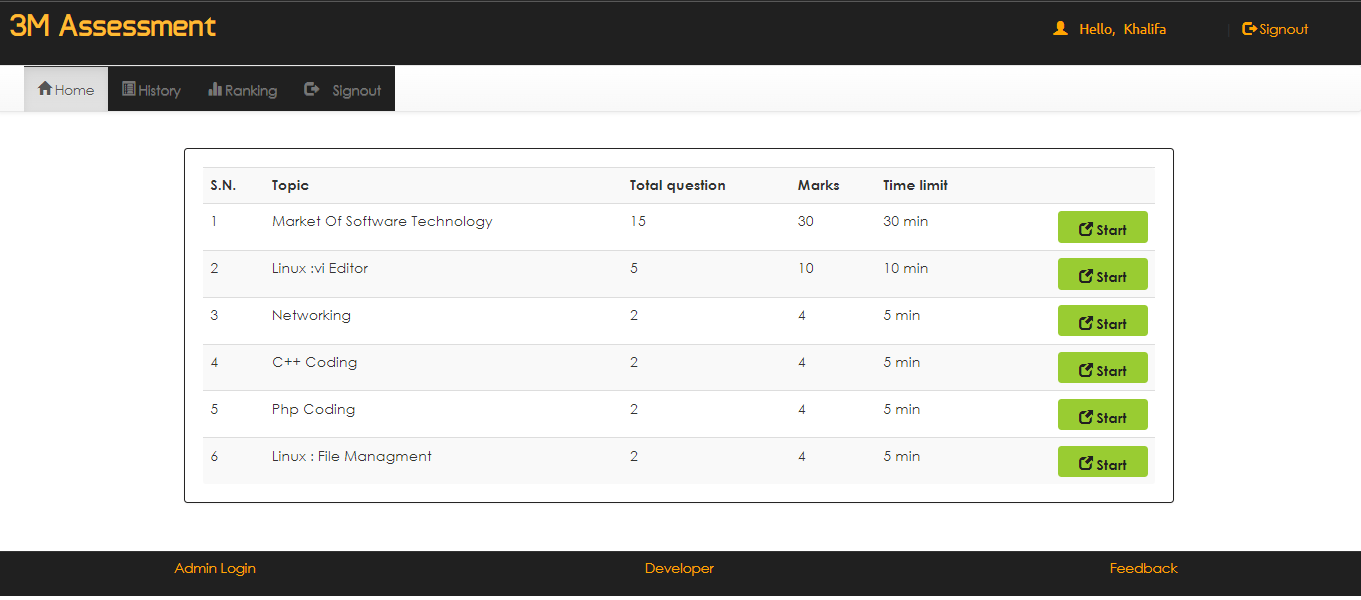 3M Assessment
Hello, Khalifa | Signout
Home History Ranking Signout
S.N. Topic Total question Marks Time limit
1 Market Of Software Technology 15 30 30 min Start
2 Linux :vi Editor 5 10 10 min Start
3 Networking 2 4 5 min Start
4 C++ Coding 2 4 5 min Start
5 Php Coding 2 4 5 min Start
6 Linux : File Managment 2 4 5 min Start
Admin Login Developer Feedback